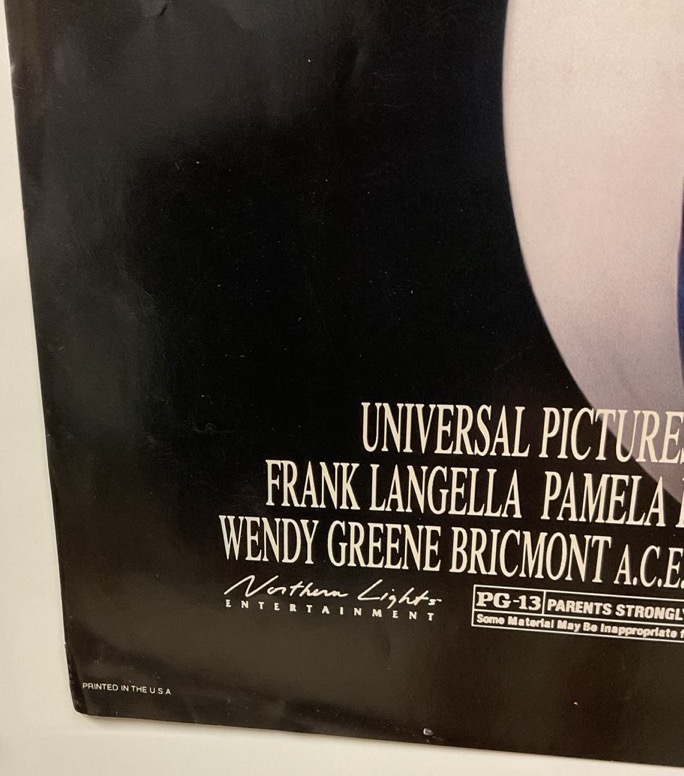 UNIVERSAL PICTURES
FRANK LANGELLA PAMELA
WENDY GREENE BRICMONT A.C.E.
Northern Lights
ENTERTAINMENT
PG-13 PARENTS STRONGLY
Some Material May Be Inappropriate f
PRINTED IN THE U S A